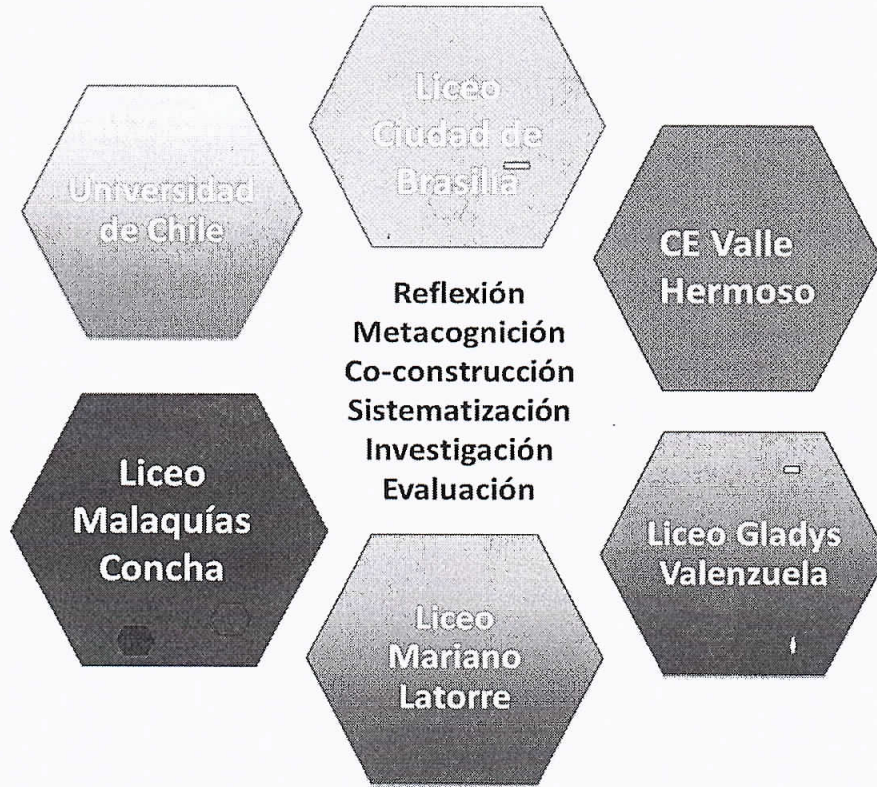 Liceo
Ciudad de
Brasilia
Universidad
de Chile
CE Valle
Hermoso
Reflexión
Metacognición
Co-construcción
Sistematización
Investigación
Evaluación
Liceo
Malaquías
Concha
Liceo Gladys
Valenzuela
Liceo
Mariano
Latorre